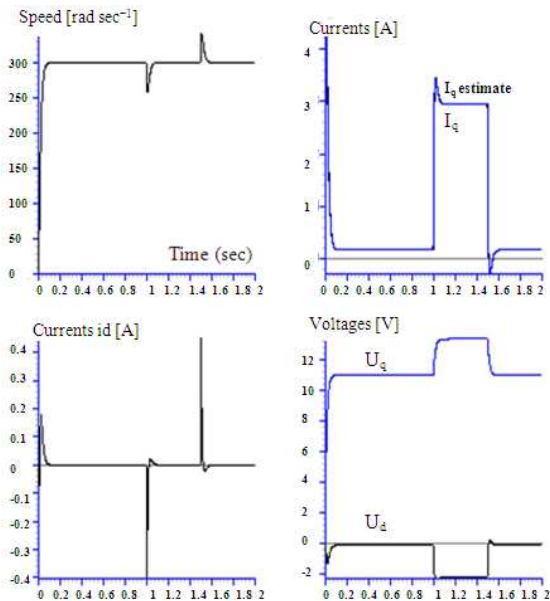 Speed [rad sec⁻¹]
300
250
200
150
100
50
0
Time (sec)
0 0.2 0.4 0.6 0.8 1 1.2 1.4 1.6 1.8 2
Currents [A]
4
3
2
1
0
I_q estimate
I_q
0 0.2 0.4 0.6 0.8 1 1.2 1.4 1.6 1.8 2
Currents id [A]
0.4
0.3
0.2
0.1
0
-0.1
-0.2
-0.3
-0.4
0 0.2 0.4 0.6 0.8 1 1.2 1.4 1.6 1.8 2
Voltages [V]
12
10
8
6
4
2
0
-2
U_q
U_d
0 0.2 0.4 0.6 0.8 1 1.2 1.4 1.6 1.8 2